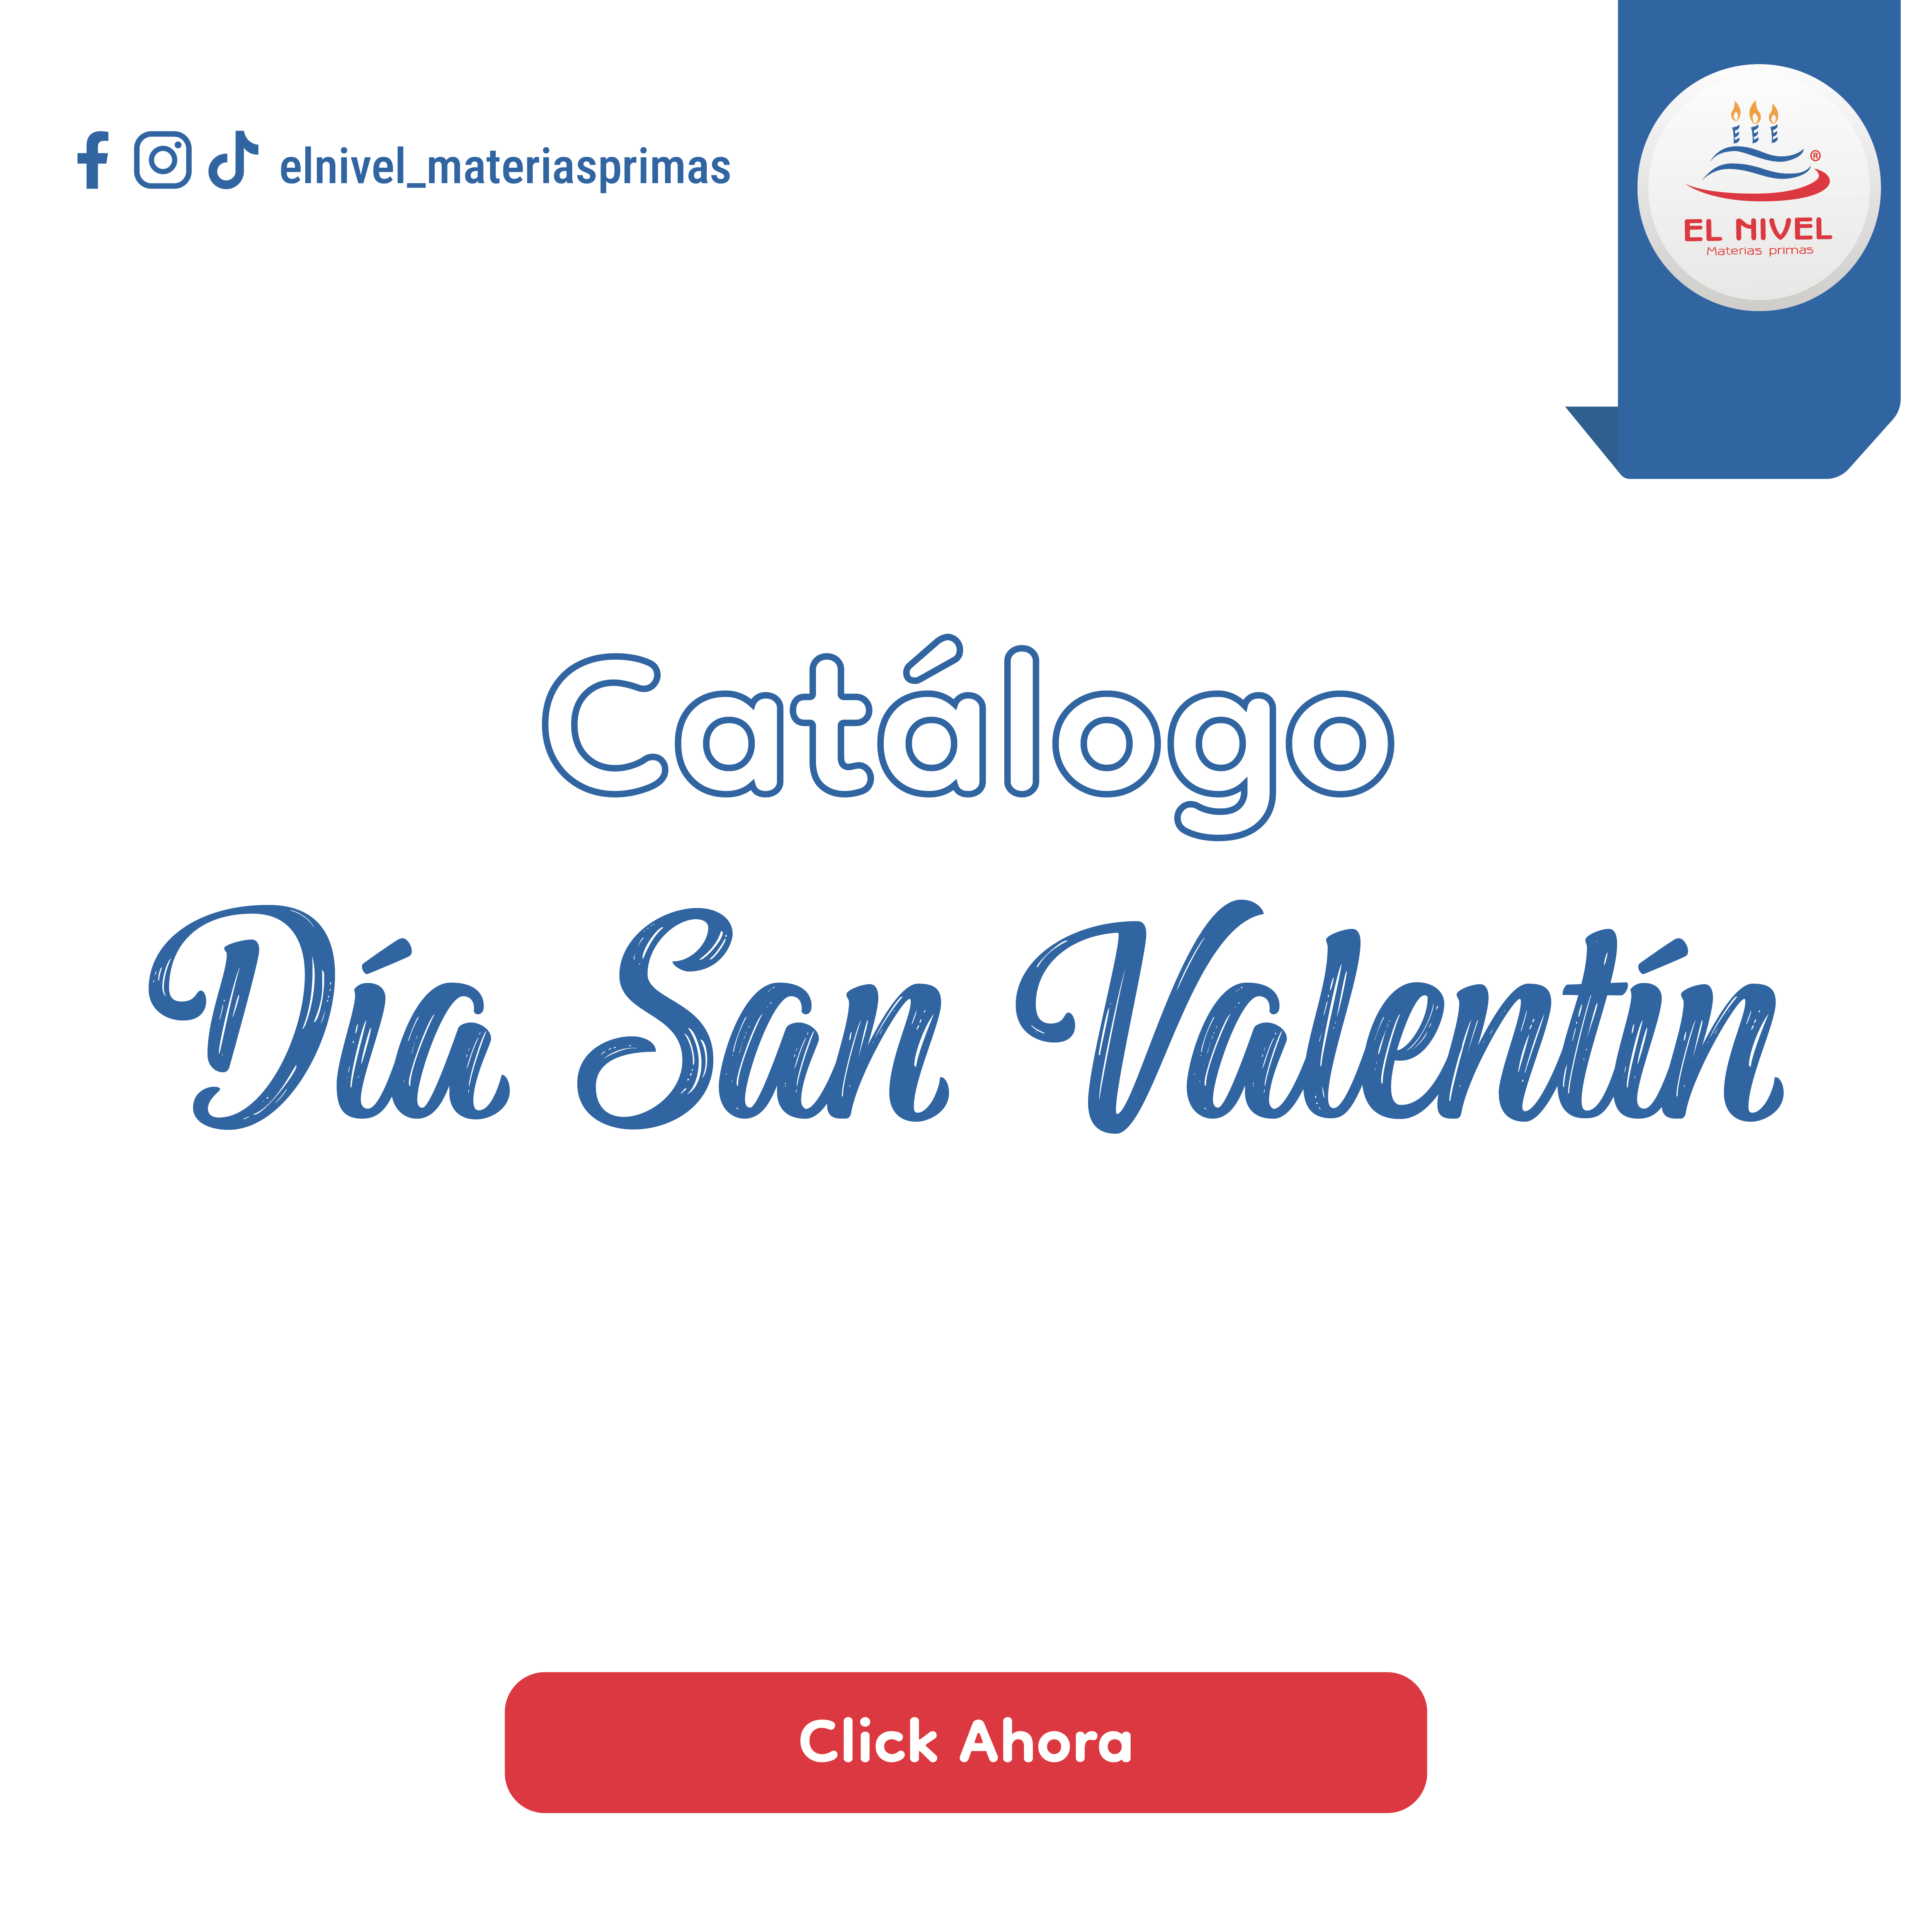 elnivel_materiasprimas
®
EL NIVEL
Materias primas
Catálogo
Día San Valentín
Click Ahora